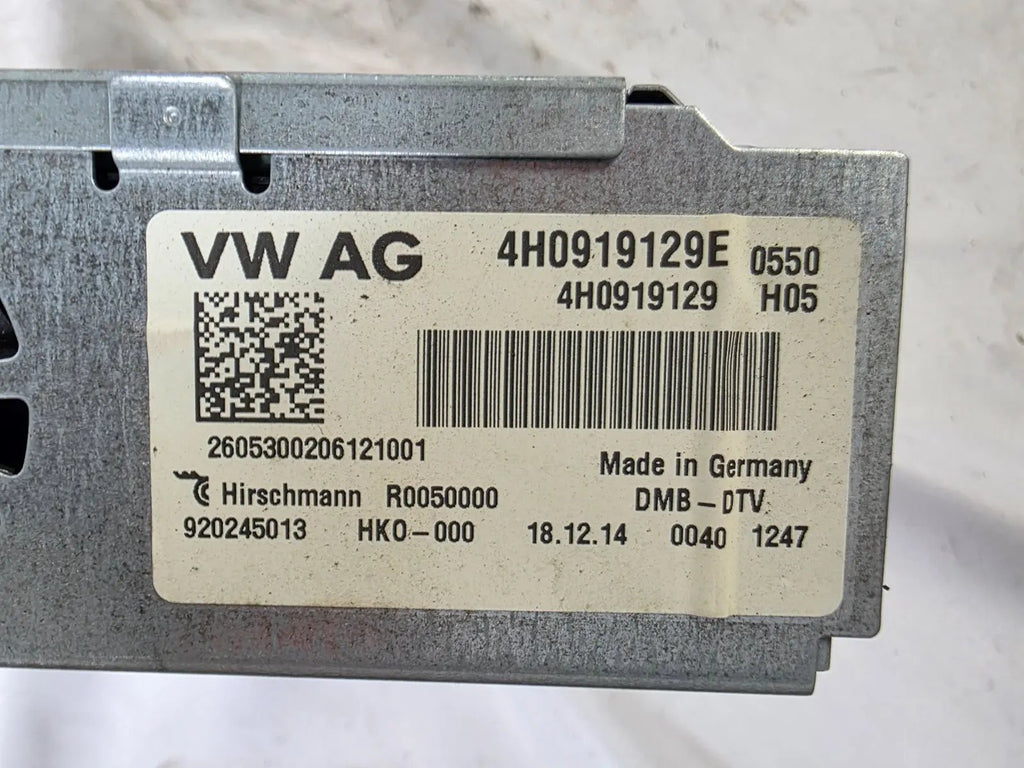 VW AG 4H0919129E 0550
4H0919129 H05
2605300206121001
Made in Germany
Hirschmann R0050000 DMB-DTV
920245013 HK0-000 18.12.14 0040 1247